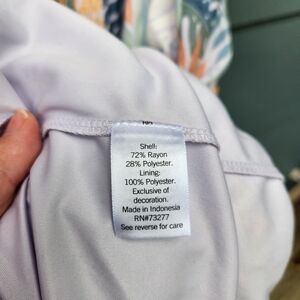 Shell:
72% Rayon
28% Polyester.
Lining:
100% Polyester.
Exclusive of
decoration.
Made in Indonesia
RN#73277
See reverse for care